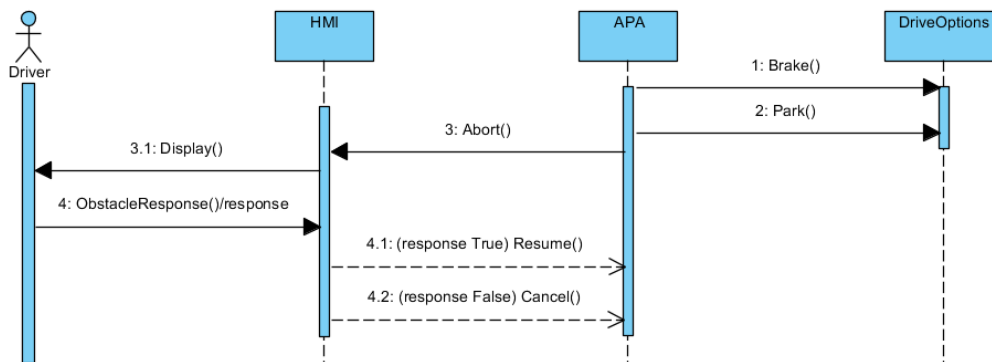 HMI
APA
DriveOptions
Driver
1: Brake()
2: Park()
3: Abort()
3.1: Display()
4: ObstacleResponse()/response
4.1: (response True) Resume()
4.2: (response False) Cancel()